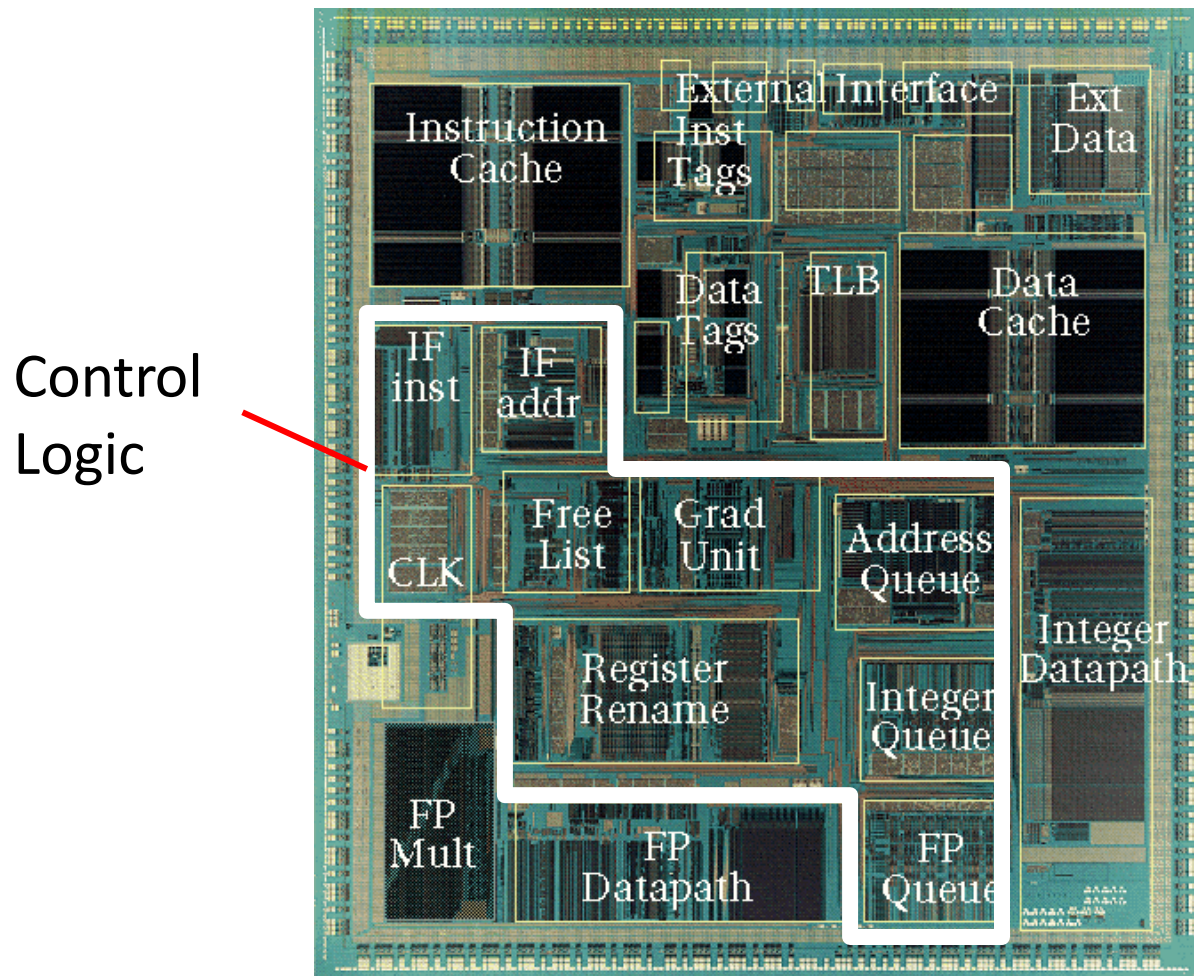 Control
Logic
External Interface
Ext
Data
Instruction
Cache
Inst
Tags
Data
Tags
TLB
Data
Cache
IF
inst
IF
addr
CLK
Free
List
Grad
Unit
Address
Queue
Integer
Datapath
Register
Rename
Integer
Queue
FP
Mult
FP
Datapath
FP
Queue